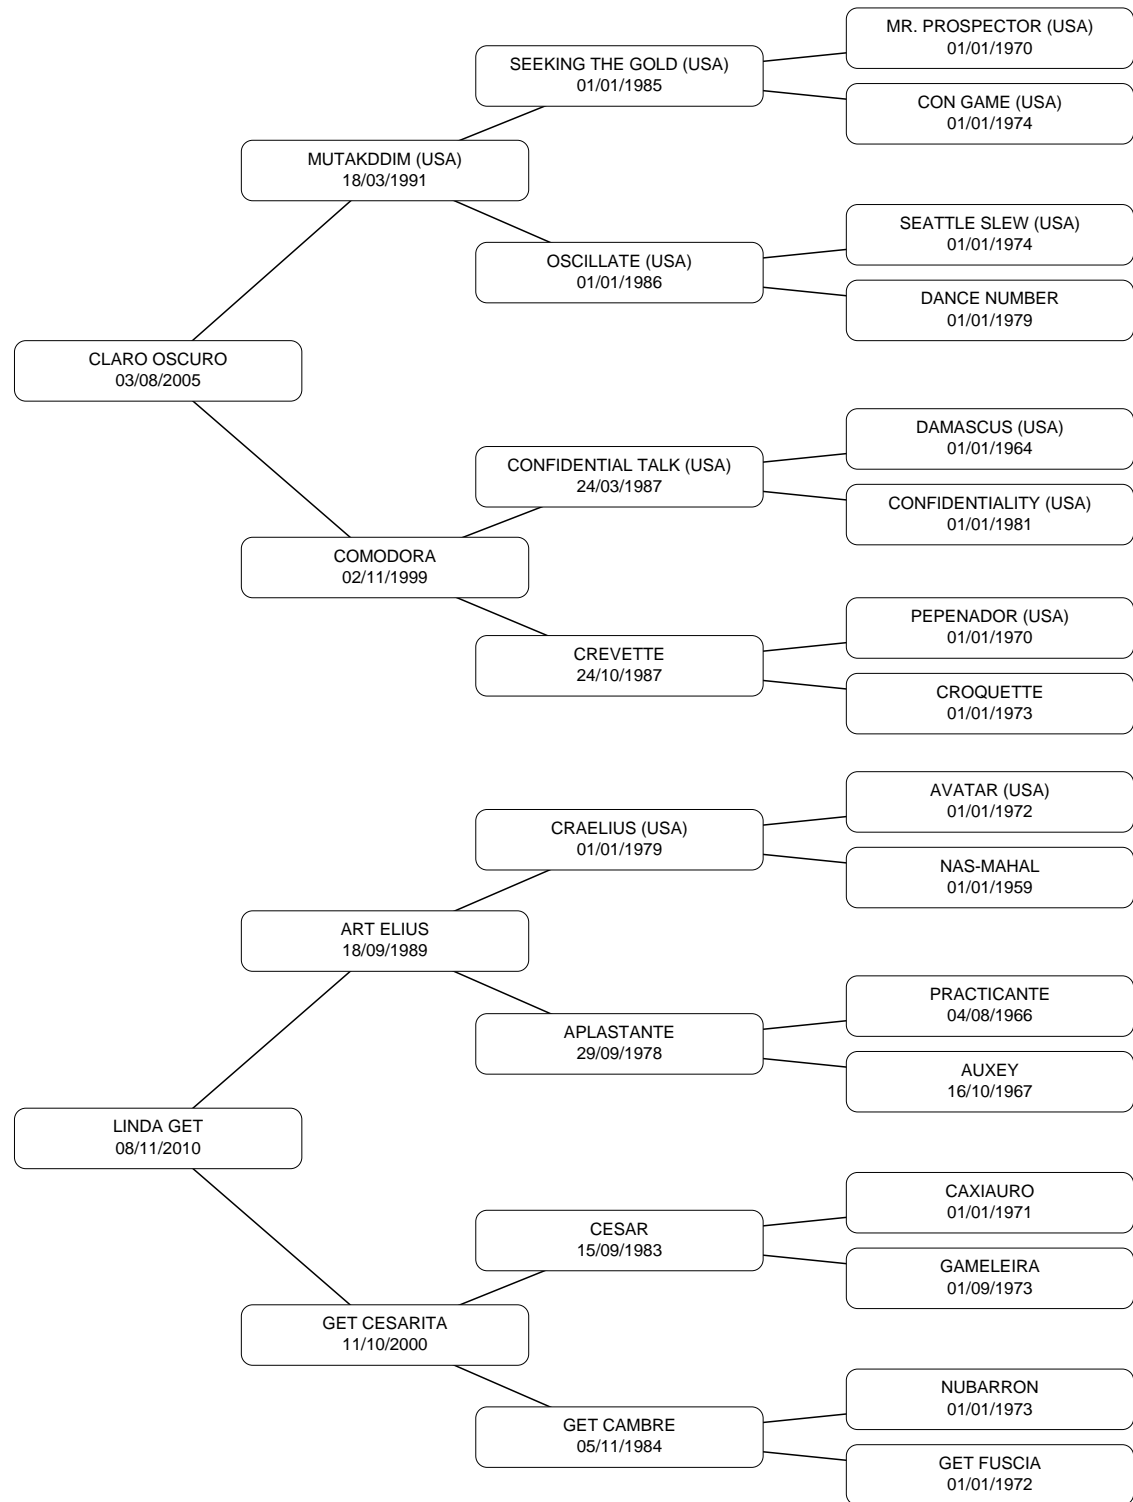 MR. PROSPECTOR (USA)
01/01/1970
SEEKING THE GOLD (USA)
01/01/1985
CON GAME (USA)
01/01/1974
MUTAKDDIM (USA)
18/03/1991
SEATTLE SLEW (USA)
01/01/1974
OSCILLATE (USA)
01/01/1986
DANCE NUMBER
01/01/1979
CLARO OSCURO
03/08/2005
DAMASCUS (USA)
01/01/1964
CONFIDENTIAL TALK (USA)
24/03/1987
CONFIDENTIALITY (USA)
01/01/1981
COMODORA
02/11/1999
PEPENADOR (USA)
01/01/1970
CREVETTE
24/10/1987
CROQUETTE
01/01/1973
AVATAR (USA)
01/01/1972
CRAELIUS (USA)
01/01/1979
NAS-MAHAL
01/01/1959
ART ELIUS
18/09/1989
PRACTICANTE
04/08/1966
APLASTANTE
29/09/1978
AUXEY
16/10/1967
LINDA GET
08/11/2010
CAXIAURO
01/01/1971
CESAR
15/09/1983
GAMELEIRA
01/09/1973
GET CESARITA
11/10/2000
NUBARRON
01/01/1973
GET CAMBRE
05/11/1984
GET FUSCIA
01/01/1972